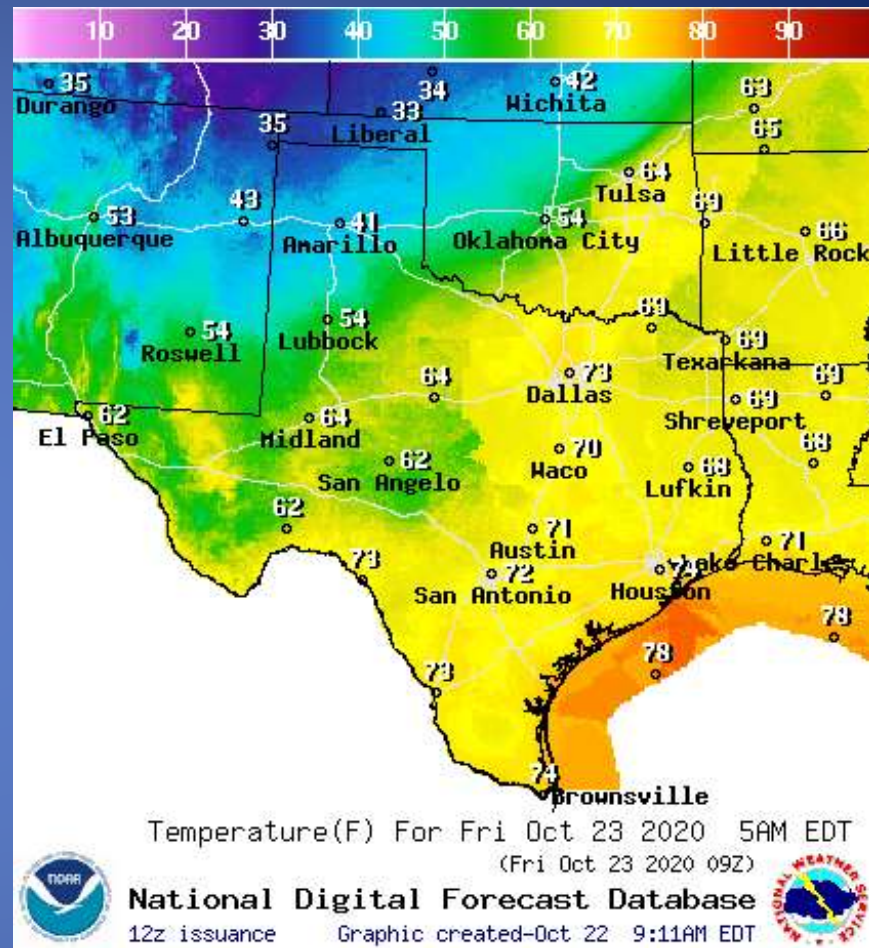 10 20 30 40 50 60 70 80 90
35 Durango
34
33 Liberal
42 Wichita
63
65
35
64 Tulsa
53 Albuquerque
43
41 Amarillo
54 Oklahoma City
69
66 Little Rock
54 Roswell
54 Lubbock
69
69 Texarkana
73 Dallas
64
69 Shreveport
69
62 El Paso
64 Midland
62 San Angelo
70 Waco
68 Lufkin
68
62
71 Austin
71
73
72 San Antonio
Houston
78
78
73
74
Brownsville
Temperature(F) For Fri Oct 23 2020 5AM EDT
(Fri Oct 23 2020 09Z)
NOAA
National Digital Forecast Database
12z issuance Graphic created-Oct 22 9:11AM EDT
NATIONAL WEATHER SERVICE